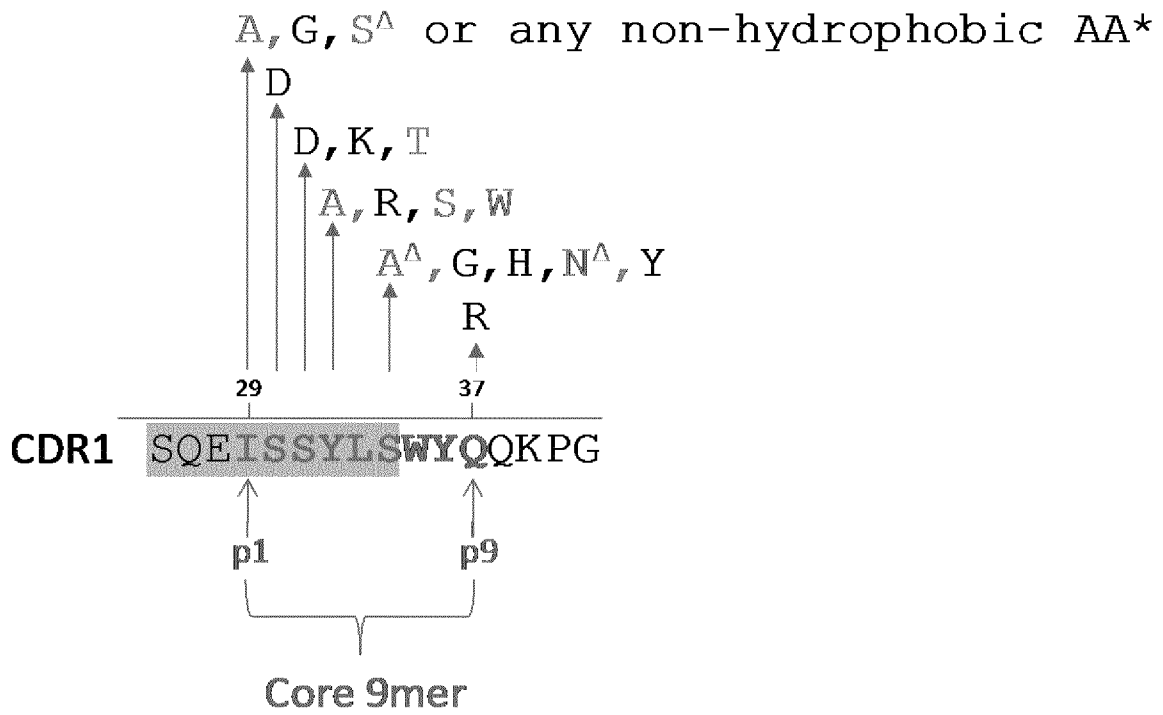 A, G, S^Δ or any non-hydrophobic AA*
D
D, K, T
A, R, S, W
A^Δ, G, H, N^Δ, Y
R
29 37
CDR1 SQEISSYLSWYQQKPG
p1 p9
Core 9mer